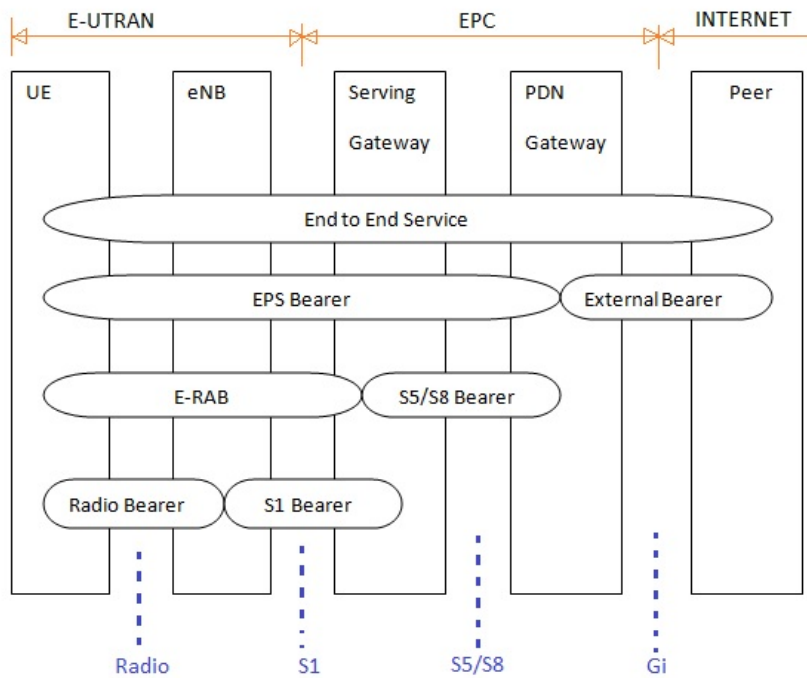 E-UTRAN EPC INTERNET
UE eNB Serving PDN Peer
Gateway Gateway
End to End Service
EPS Bearer External Bearer
E-RAB S5/S8 Bearer
Radio Bearer S1 Bearer
Radio S1 S5/S8 Gi